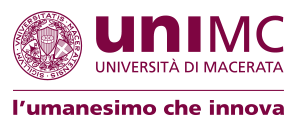 uniMC
UNIVERSITÀ DI MACERATA
l'umanesimo che innova